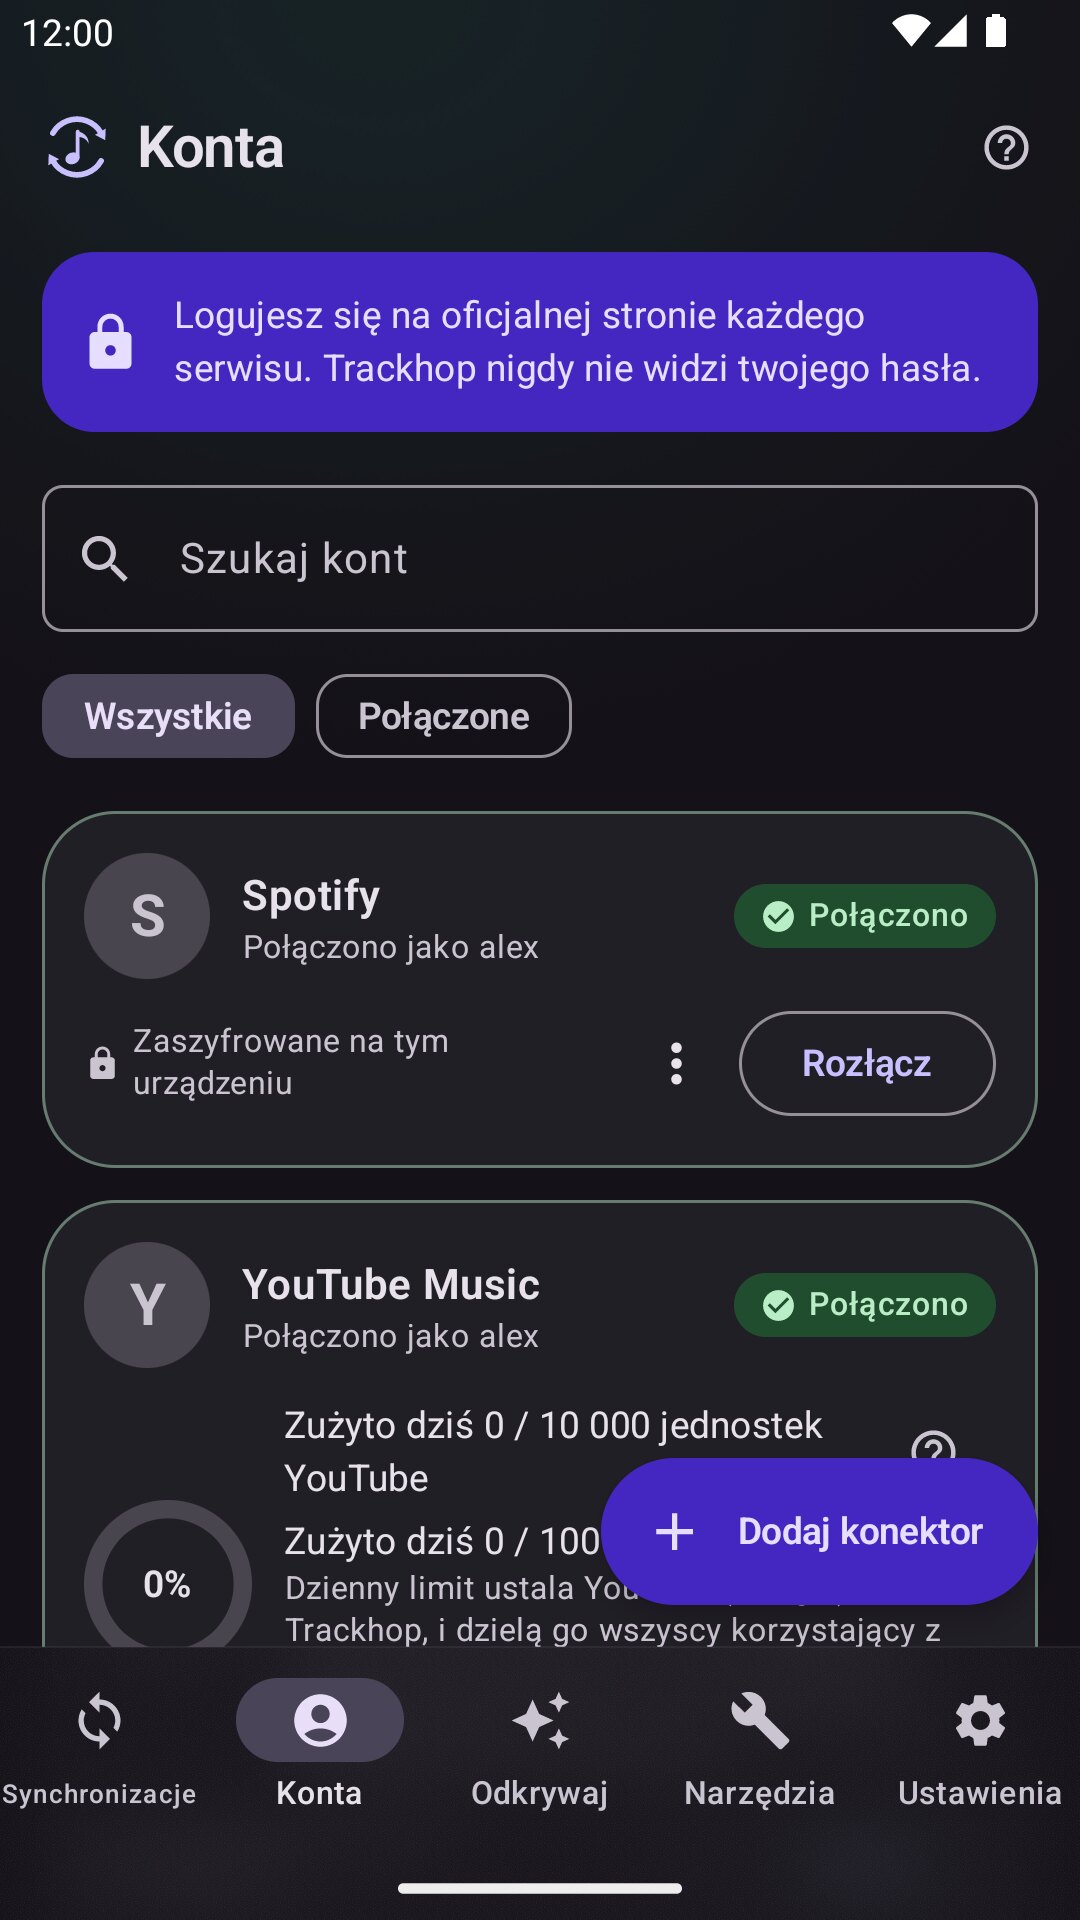 12:00
Konta
Logujesz się na oficjalnej stronie każdego
serwisu. Trackhop nigdy nie widzi twojego hasła.
Szukaj kont
Wszystkie
Połączone
S
Spotify
Połączono jako alex
Połączono
Zaszyfrowane na tym
urządzeniu
Rozłącz
Y
YouTube Music
Połączono jako alex
Połączono
Zużyto dziś 0 / 10 000 jednostek
YouTube
Zużyto dziś 0 / 100
0%
Dodaj konektor
Dzienny limit ustala
Trackhop, i dzielą go wszyscy korzystający z
Synchronizacje
Konta
Odkrywaj
Narzędzia
Ustawienia